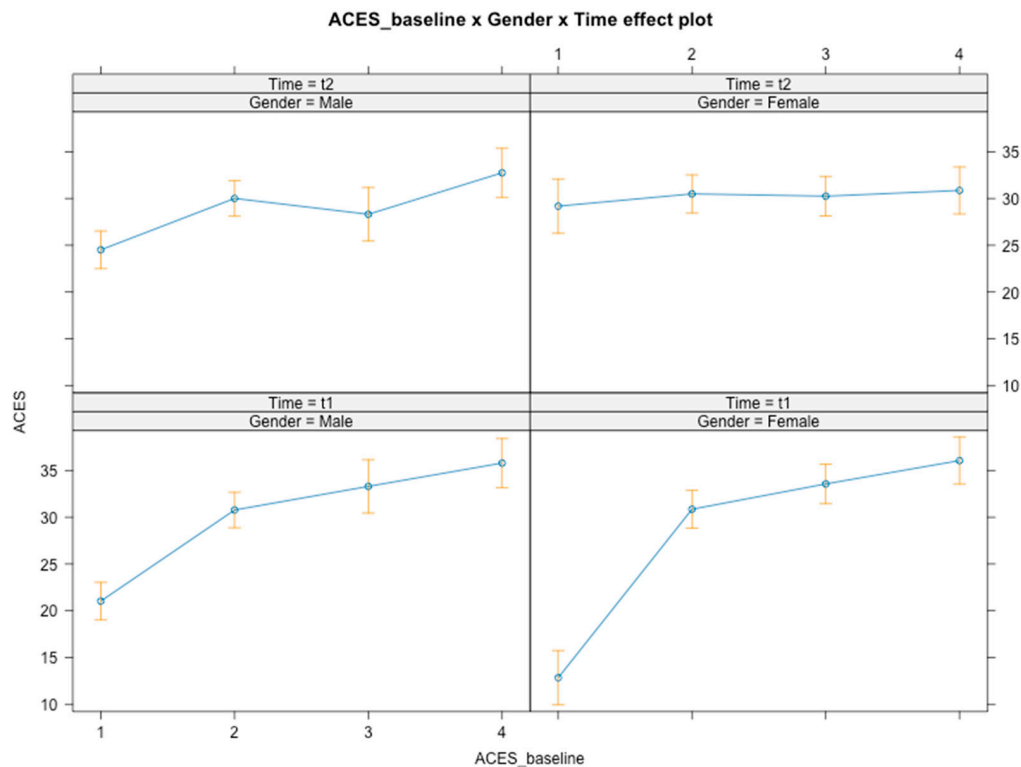 ACES_baseline x Gender x Time effect plot
1 2 3 4
Time = t2 Time = t2
Gender = Male Gender = Female
35
30
25
20
15
10
Time = t1 Time = t1
Gender = Male Gender = Female
ACES
35
30
25
20
15
10
1 2 3 4
ACES_baseline